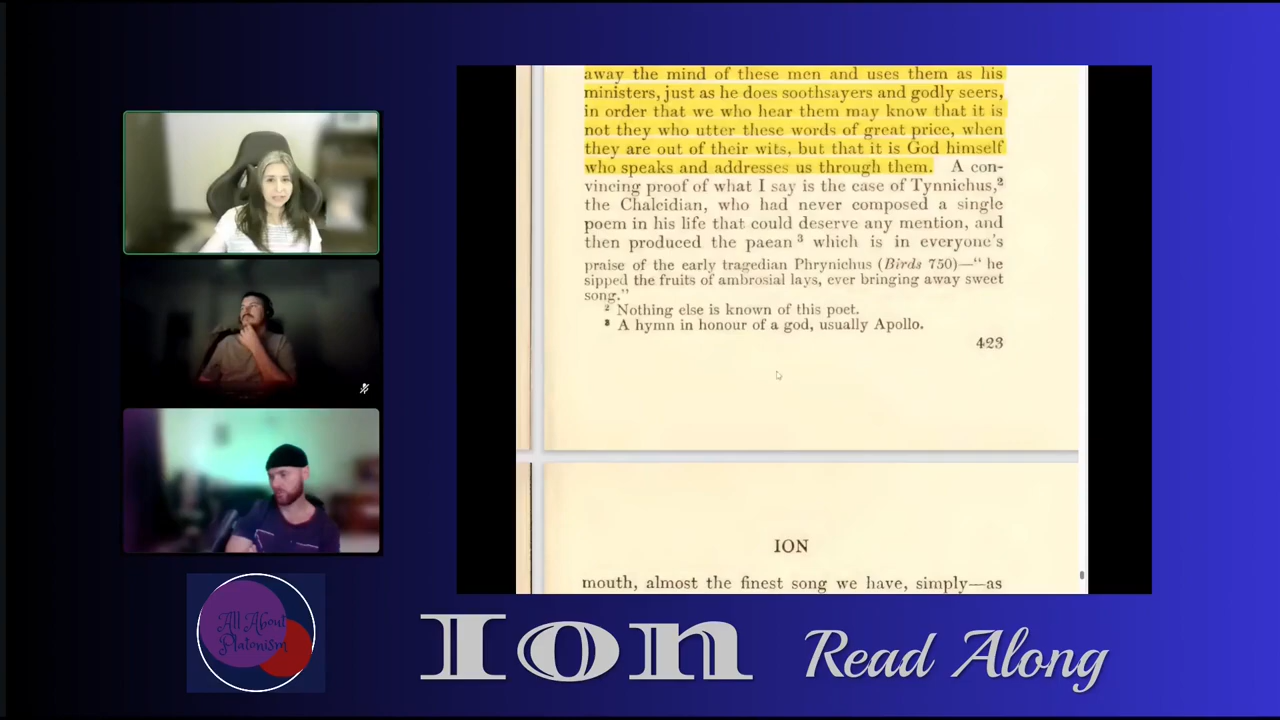 away the mind of these men and uses them as his
ministers, just as he does soothsayers and godly seers,
in order that we who hear them may know that it is
not they who utter these words of great price, when
they are out of their wits, but that it is God himself
who speaks and addresses us through them. A con-
vincing proof of what I say is the case of Tynnichus,²
the Chalcidian, who had never composed a single
poem in his life that could deserve any mention, and
then produced the paean ³ which is in everyone's
praise of the early tragedian Phrynichus (Birds 750)—“ he
sipped the fruits of ambrosial lays, ever bringing away sweet
song.”
² Nothing else is known of this poet.
³ A hymn in honour of a god, usually Apollo.
423
ION
mouth, almost the finest song we have, simply—as
All About
Platonism
Ion Read Along